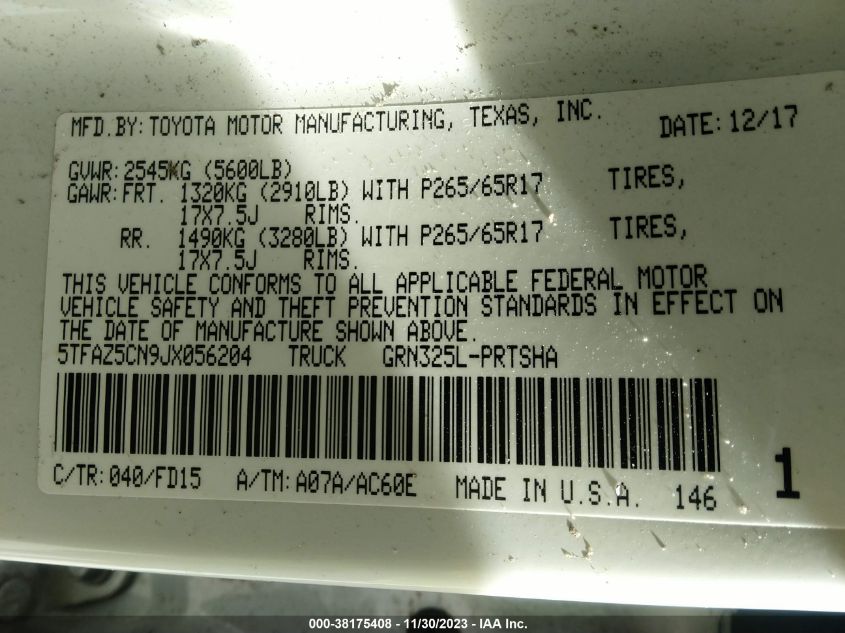 MFD.BY:TOYOTA MOTOR MANUFACTURING, TEXAS, INC. DATE:12/17
GVWR:2545KG (5600LB)
GAWR:FRT. 1320KG (2910LB) WITH P265/65R17 TIRES,
17X7.5J RIMS.
RR. 1490KG (3280LB) WITH P265/65R17 TIRES,
17X7.5J RIMS.
THIS VEHICLE CONFORMS TO ALL APPLICABLE FEDERAL MOTOR
VEHICLE SAFETY AND THEFT PREVENTION STANDARDS IN EFFECT ON
THE DATE OF MANUFACTURE SHOWN ABOVE.
5TFAZ5CN9JX056204 TRUCK GRN325L-PRTSHA
C/TR:040/FD15 A/TM:A07A/AC60E MADE IN U.S.A. 146 1
000-38175408 - 11/30/2023 - IAA Inc.